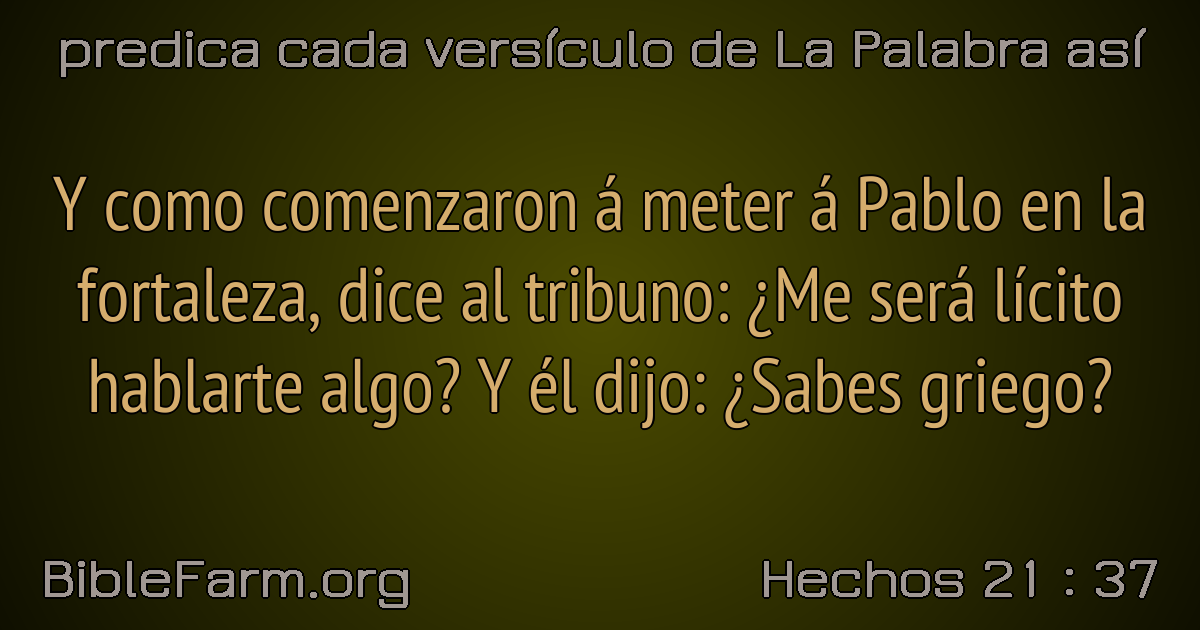 predica cada versículo de La Palabra así
Y como comenzaron á meter á Pablo en la
fortaleza, dice al tribuno: ¿Me será lícito
hablarte algo? Y él dijo: ¿Sabes griego?
BibleFarm.org
Hechos 21 : 37